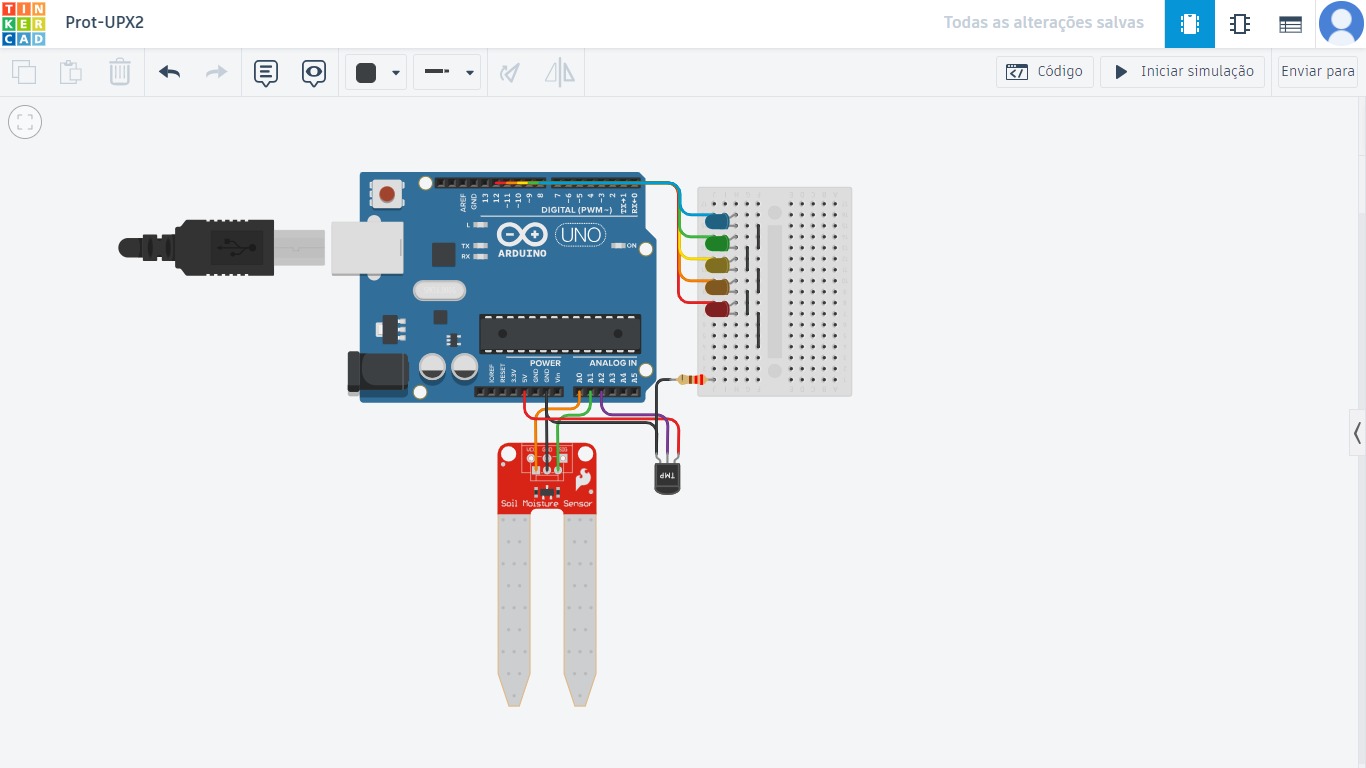 TIN
KER
CAD
Prot-UPX2
Todas as alterações salvas
Código
Iniciar simulação
Enviar para
AREF
GND
13
12
~11
~10
~9
8
7
~6
~5
4
~3
2
TX→1
RX←0
DIGITAL (PWM~)
L
TX
RX
ARDUINO
UNO
ON
POWER
ANALOG IN
IOREF
RESET
3.3V
5V
GND
GND
Vin
A0
A1
A2
A3
A4
A5
TMP
VCC GND SIG
Soil Moisture Sensor